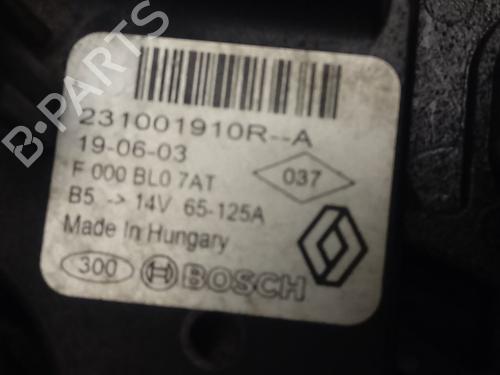 B-PARTS
231001910R--A
19-06-03
F 000 BL0 7AT
037
B5 -> 14V 65-125A
Made In Hungary
300 BOSCH